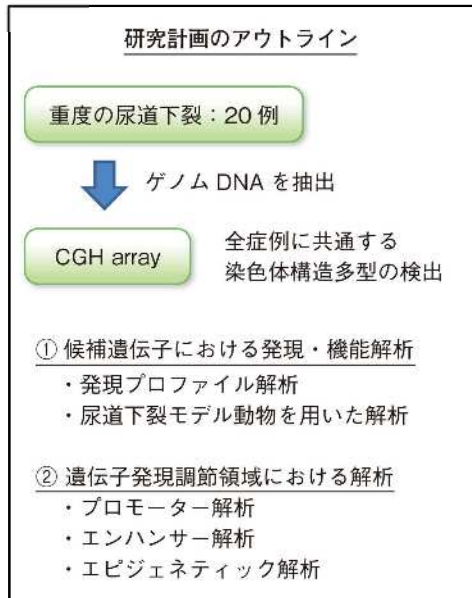 研究計画のアウトライン
重度の尿道下裂：20 例
ゲノム DNA を抽出
CGH array
全症例に共通する
染色体構造多型の検出
① 候補遺伝子における発現・機能解析
・発現プロファイル解析
・尿道下裂モデル動物を用いた解析
② 遺伝子発現調節領域における解析
・プロモーター解析
・エンハンサー解析
・エピジェネティック解析